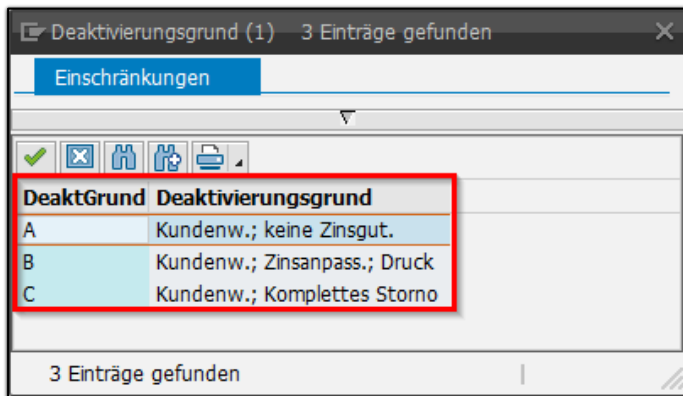 Deaktivierungsgrund (1) 3 Einträge gefunden
Einschränkungen
DeaktGrund Deaktivierungsgrund
A Kundenw.; keine Zinsgut.
B Kundenw.; Zinsanpass.; Druck
C Kundenw.; Komplettes Storno
3 Einträge gefunden